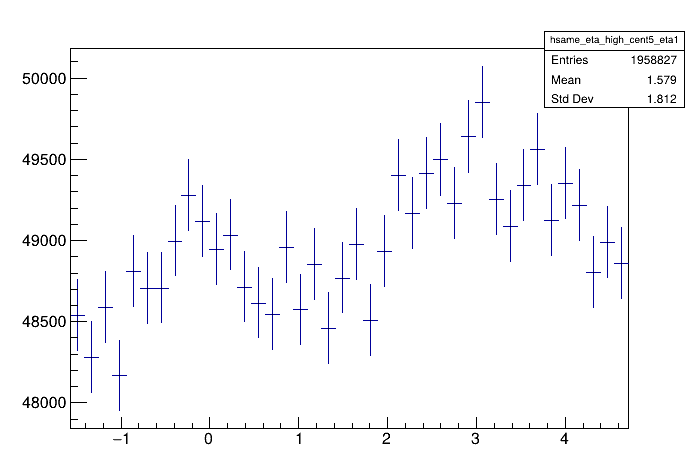 hsame_eta_high_cent5_eta1
Entries 1958827
Mean 1.579
Std Dev 1.812
50000
49500
49000
48500
48000
−1 0 1 2 3 4